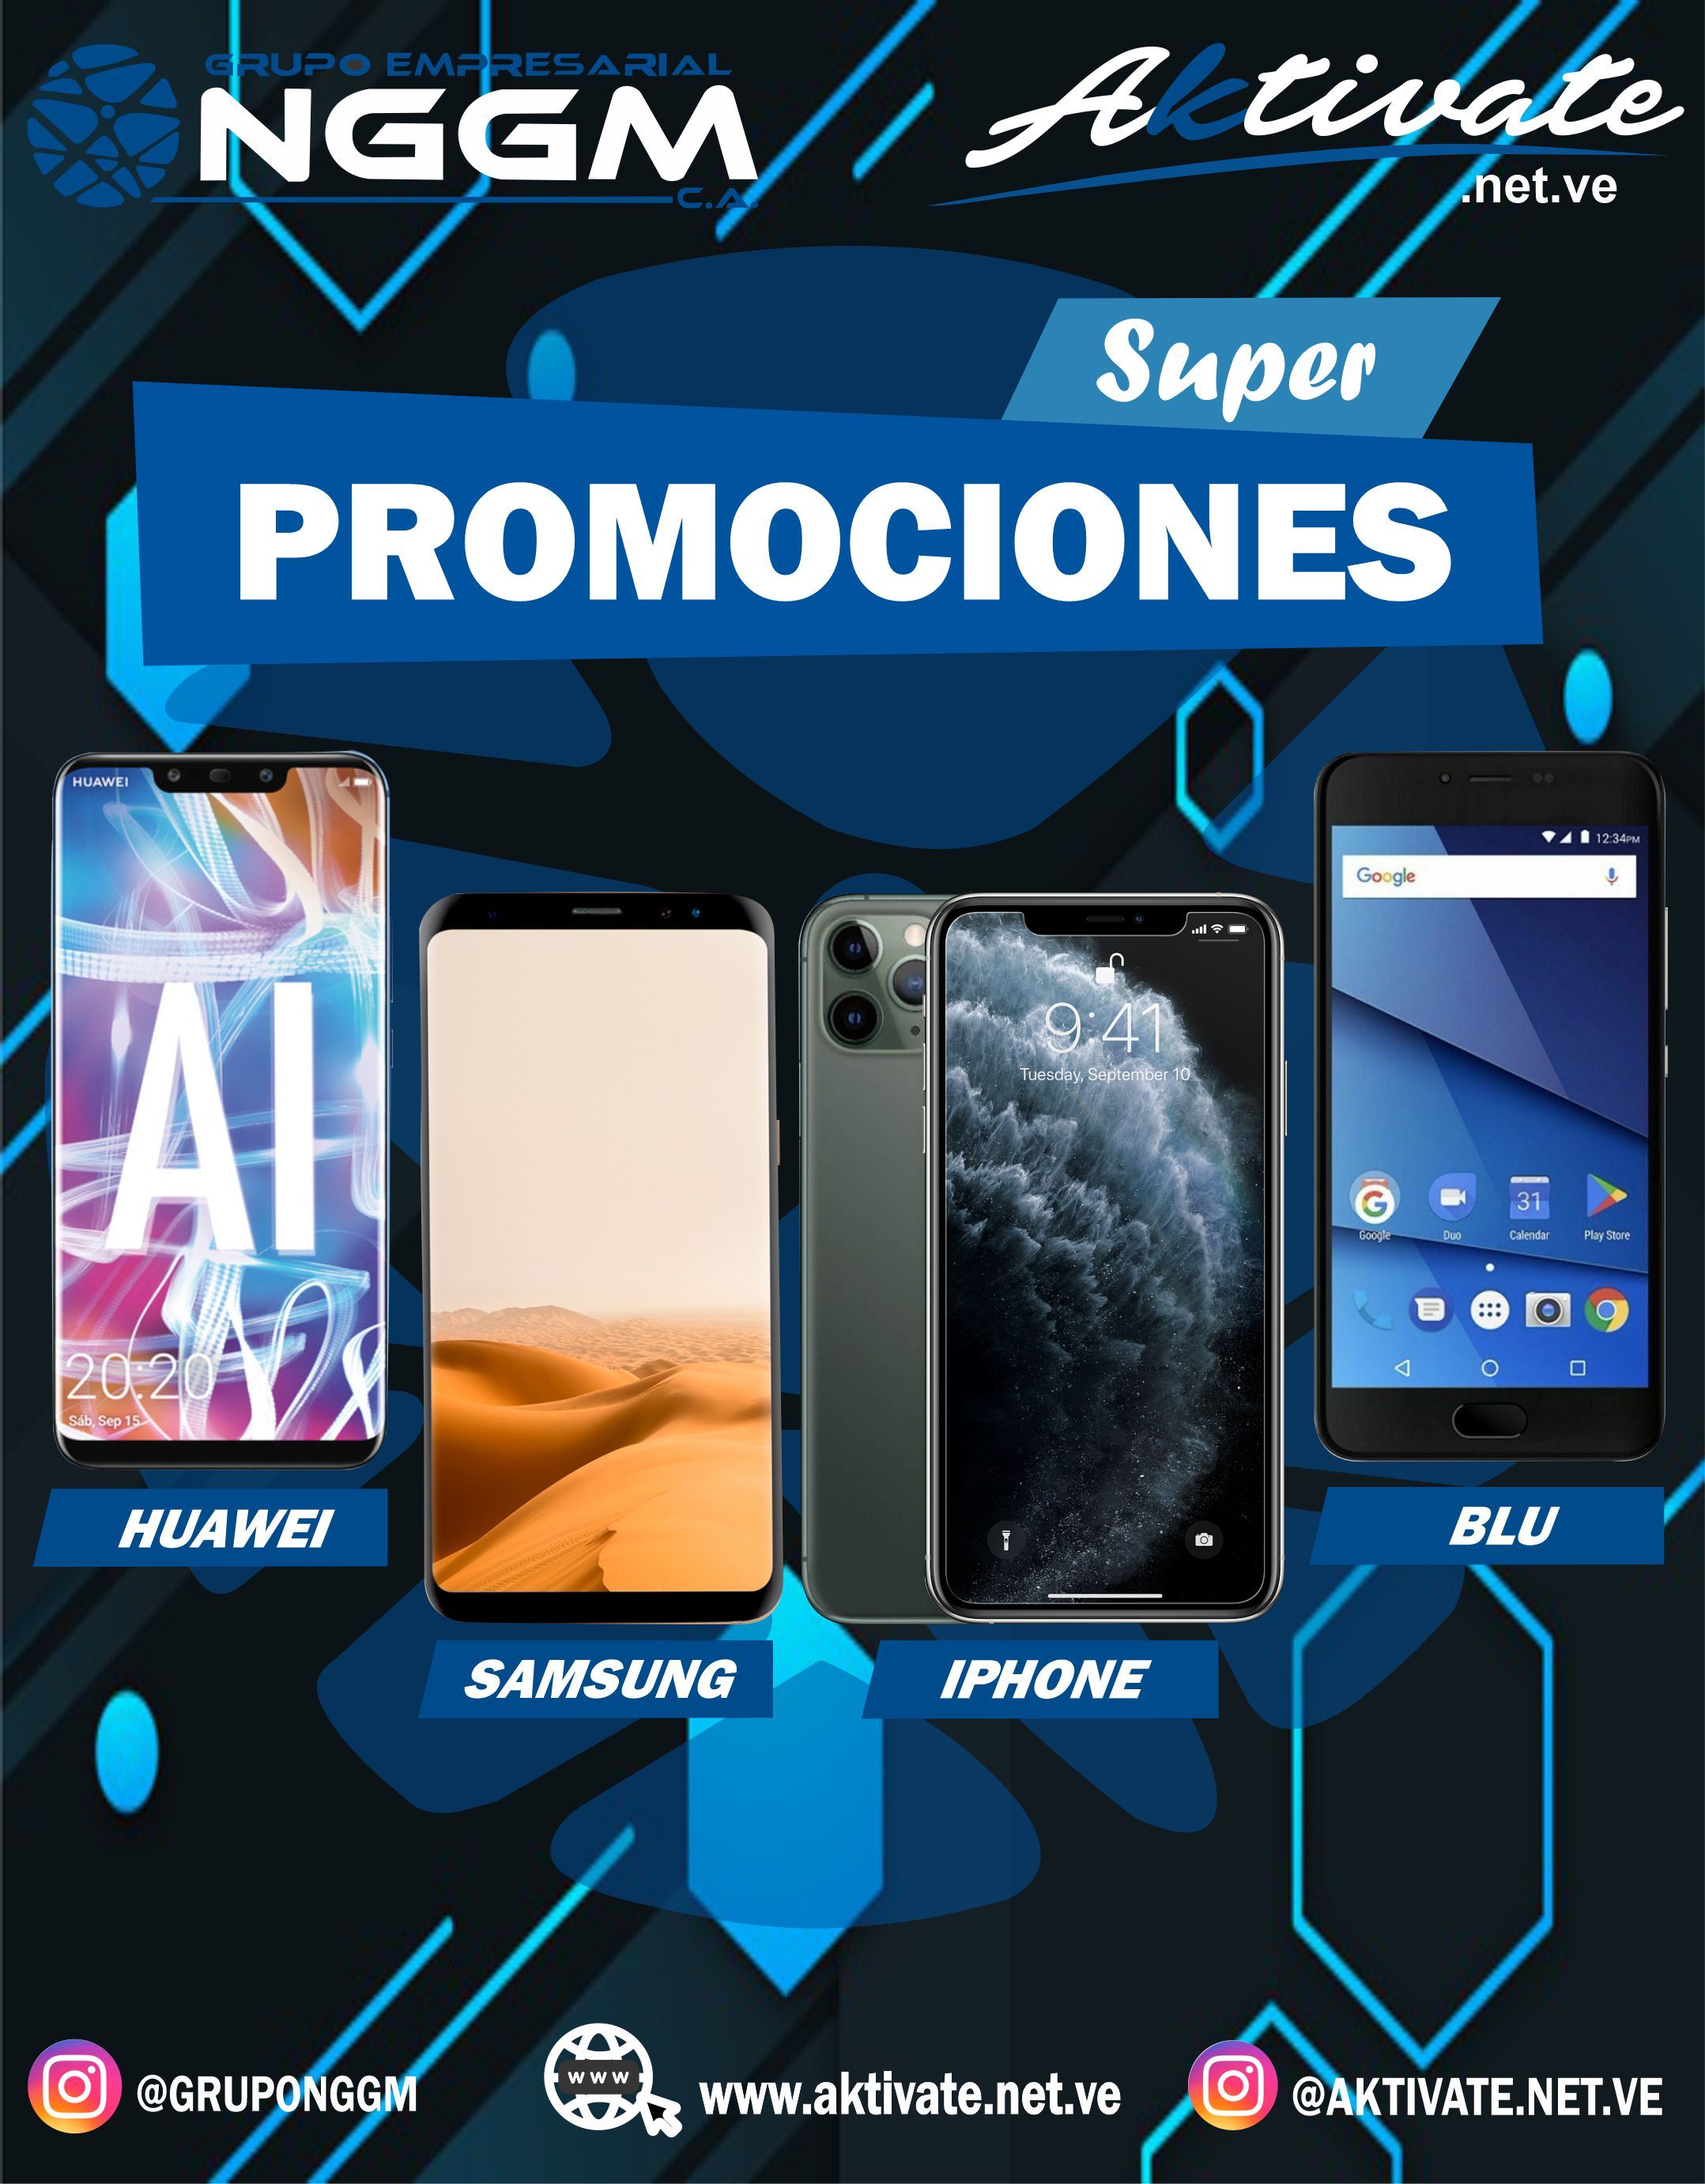 GRUPO EMPRESARIAL
NGGM
C.A.
Aktivate
.net.ve
Super
PROMOCIONES
HUAWEI
AI
20:20
Sáb, Sep 15
HUAWEI
SAMSUNG
9:41
Tuesday, September 10
IPHONE
12:34PM
Google
31
Google Duo Calendar Play Store
BLU
@GRUPONGGM
www
www.aktivate.net.ve
@AKTIVATE.NET.VE